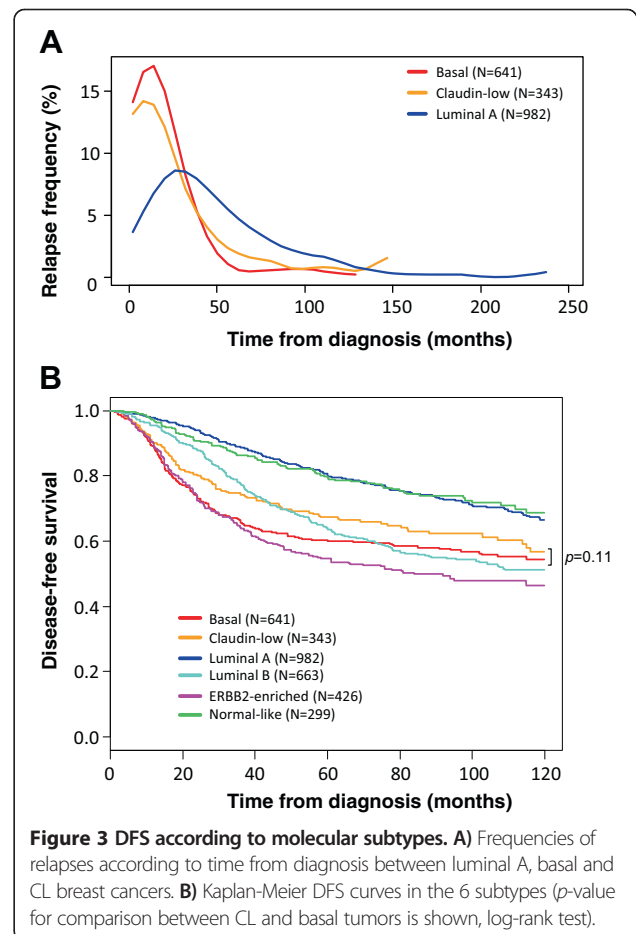 A
Relapse frequency (%)
15
10
5
0
Basal (N=641)
Claudin-low (N=343)
Luminal A (N=982)
0 50 100 150 200 250
Time from diagnosis (months)
B
Disease-free survival
1.0
0.8
0.6
0.4
0.2
0.0
p=0.11
Basal (N=641)
Claudin-low (N=343)
Luminal A (N=982)
Luminal B (N=663)
ERBB2-enriched (N=426)
Normal-like (N=299)
0 20 40 60 80 100 120
Time from diagnosis (months)
Figure 3 DFS according to molecular subtypes. A) Frequencies of
relapses according to time from diagnosis between luminal A, basal and
CL breast cancers. B) Kaplan-Meier DFS curves in the 6 subtypes (p-value
for comparison between CL and basal tumors is shown, log-rank test).